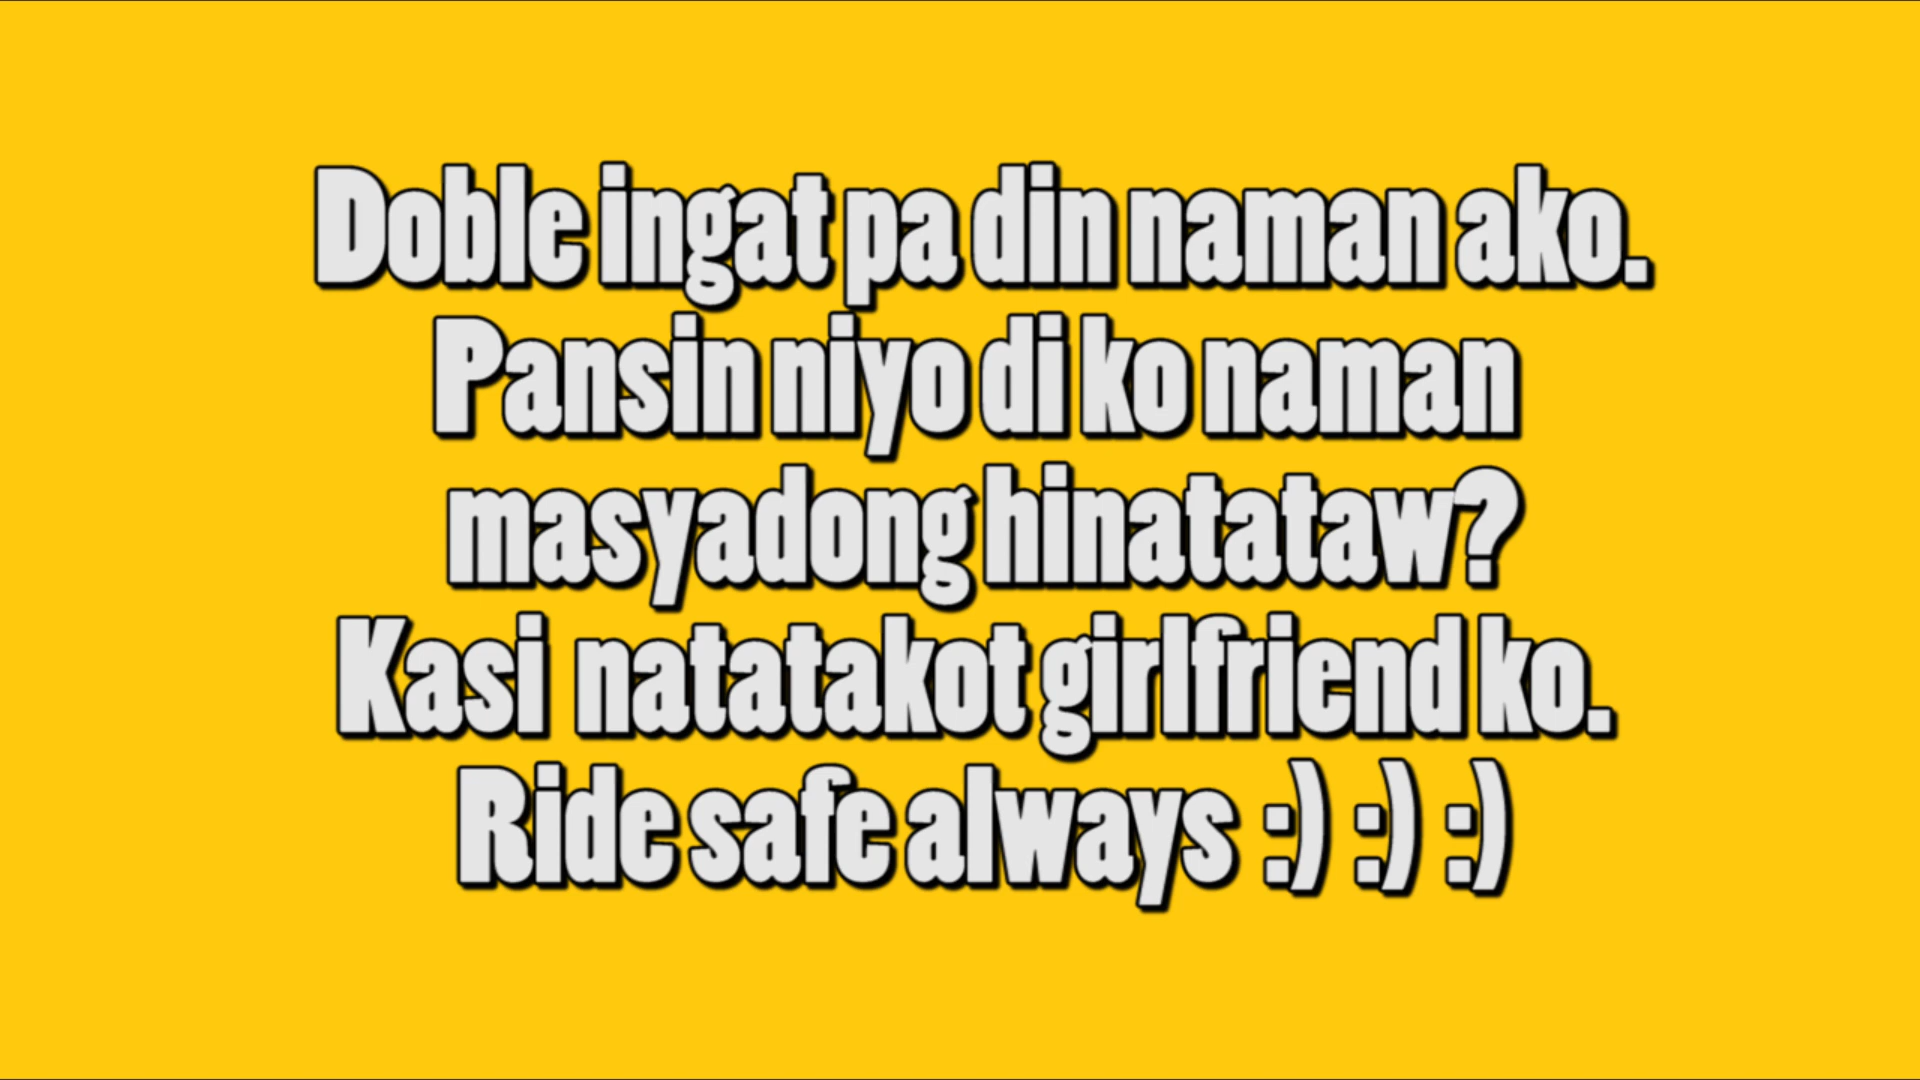 Doble ingat pa din naman ako.
Pansin niyo di ko naman
masyadong hinatataw?
Kasi natatakot girlfriend ko.
Ride safe always :) :) :)